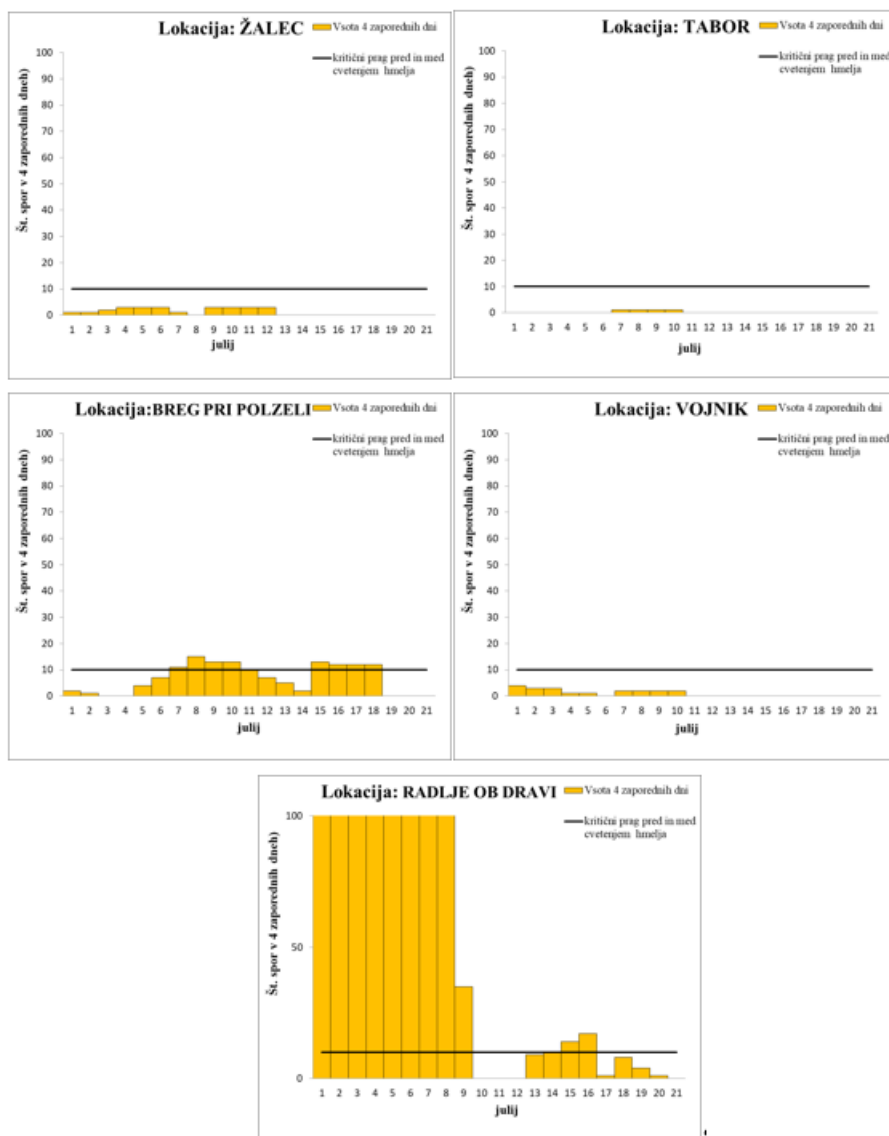 Lokacija: ŽALEC
Vsota 4 zaporednih dni
kritični prag pred in med
cvetenjem hmelja
Št. spor v 4 zaporednih dneh)
100
90
80
70
60
50
40
30
20
10
0
1 2 3 4 5 6 7 8 9 10 11 12 13 14 15 16 17 18 19 20 21
julij
Lokacija: TABOR
Vsota 4 zaporednih dni
kritični prag pred in med
cvetenjem hmelja
Št. spor v 4 zaporednih dneh)
100
90
80
70
60
50
40
30
20
10
0
1 2 3 4 5 6 7 8 9 10 11 12 13 14 15 16 17 18 19 20 21
julij
Lokacija:BREG PRI POLZELI
Vsota 4 zaporednih dni
kritični prag pred in med
cvetenjem hmelja
Št. spor v 4 zaporednih dneh)
100
90
80
70
60
50
40
30
20
10
0
1 2 3 4 5 6 7 8 9 10 11 12 13 14 15 16 17 18 19 20 21
julij
Lokacija: VOJNIK
Vsota 4 zaporednih dni
kritični prag pred in med
cvetenjem hmelja
Št. spor v 4 zaporednih dneh)
100
90
80
70
60
50
40
30
20
10
0
1 2 3 4 5 6 7 8 9 10 11 12 13 14 15 16 17 18 19 20 21
julij
Lokacija: RADLJE OB DRAVI
Vsota 4 zaporednih dni
kritični prag pred in med
cvetenjem hmelja
Št. spor v 4 zaporednih dneh)
100
50
0
1 2 3 4 5 6 7 8 9 10 11 12 13 14 15 16 17 18 19 20 21
julij